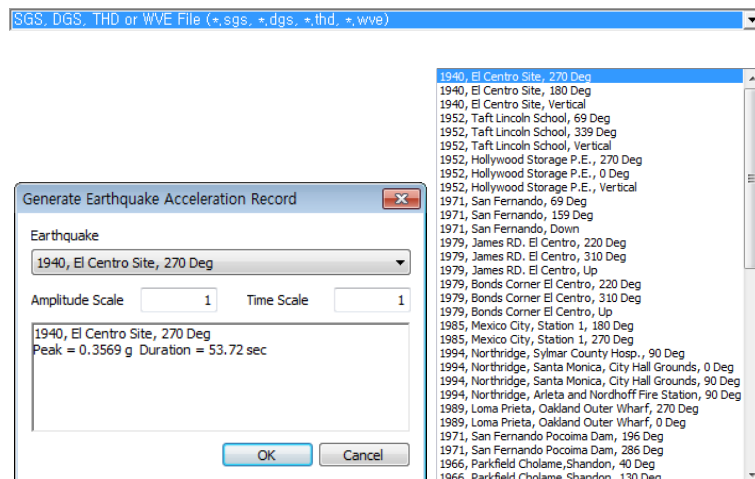 SGS, DGS, THD or WVE File (*,sgs, *,dgs, *,thd, *,wve)
1940, El Centro Site, 270 Deg
1940, El Centro Site, 180 Deg
1940, El Centro Site, Vertical
1952, Taft Lincoln School, 69 Deg
1952, Taft Lincoln School, 339 Deg
1952, Taft Lincoln School, Vertical
1952, Hollywood Storage P.E., 270 Deg
1952, Hollywood Storage P.E., 0 Deg
1952, Hollywood Storage P.E., Vertical
1971, San Fernando, 69 Deg
1971, San Fernando, 159 Deg
1971, San Fernando, Down
1979, James RD. El Centro, 220 Deg
1979, James RD. El Centro, 310 Deg
1979, James RD. El Centro, Up
1979, Bonds Corner El Centro, 220 Deg
1979, Bonds Corner El Centro, 310 Deg
1979, Bonds Corner El Centro, Up
1985, Mexico City, Station 1, 180 Deg
1985, Mexico City, Station 1, 270 Deg
1994, Northridge, Sylmar County Hosp., 90 Deg
1994, Northridge, Santa Monica, City Hall Grounds, 0 Deg
1994, Northridge, Santa Monica, City Hall Grounds, 90 Deg
1994, Northridge, Arleta and Nordhoff Fire Station, 90 Deg
1989, Loma Prieta, Oakland Outer Wharf, 270 Deg
1989, Loma Prieta, Oakland Outer Wharf, 0 Deg
1971, San Fernando Pocoima Dam, 196 Deg
1971, San Fernando Pocoima Dam, 286 Deg
1966, Parkfield Cholame,Shandon, 40 Deg
1966, Parkfield Cholame,Shandon, 130 Deg
Generate Earthquake Acceleration Record
Earthquake
1940, El Centro Site, 270 Deg
Amplitude Scale 1 Time Scale 1
1940, El Centro Site, 270 Deg
Peak = 0.3569 g Duration = 53.72 sec
OK Cancel